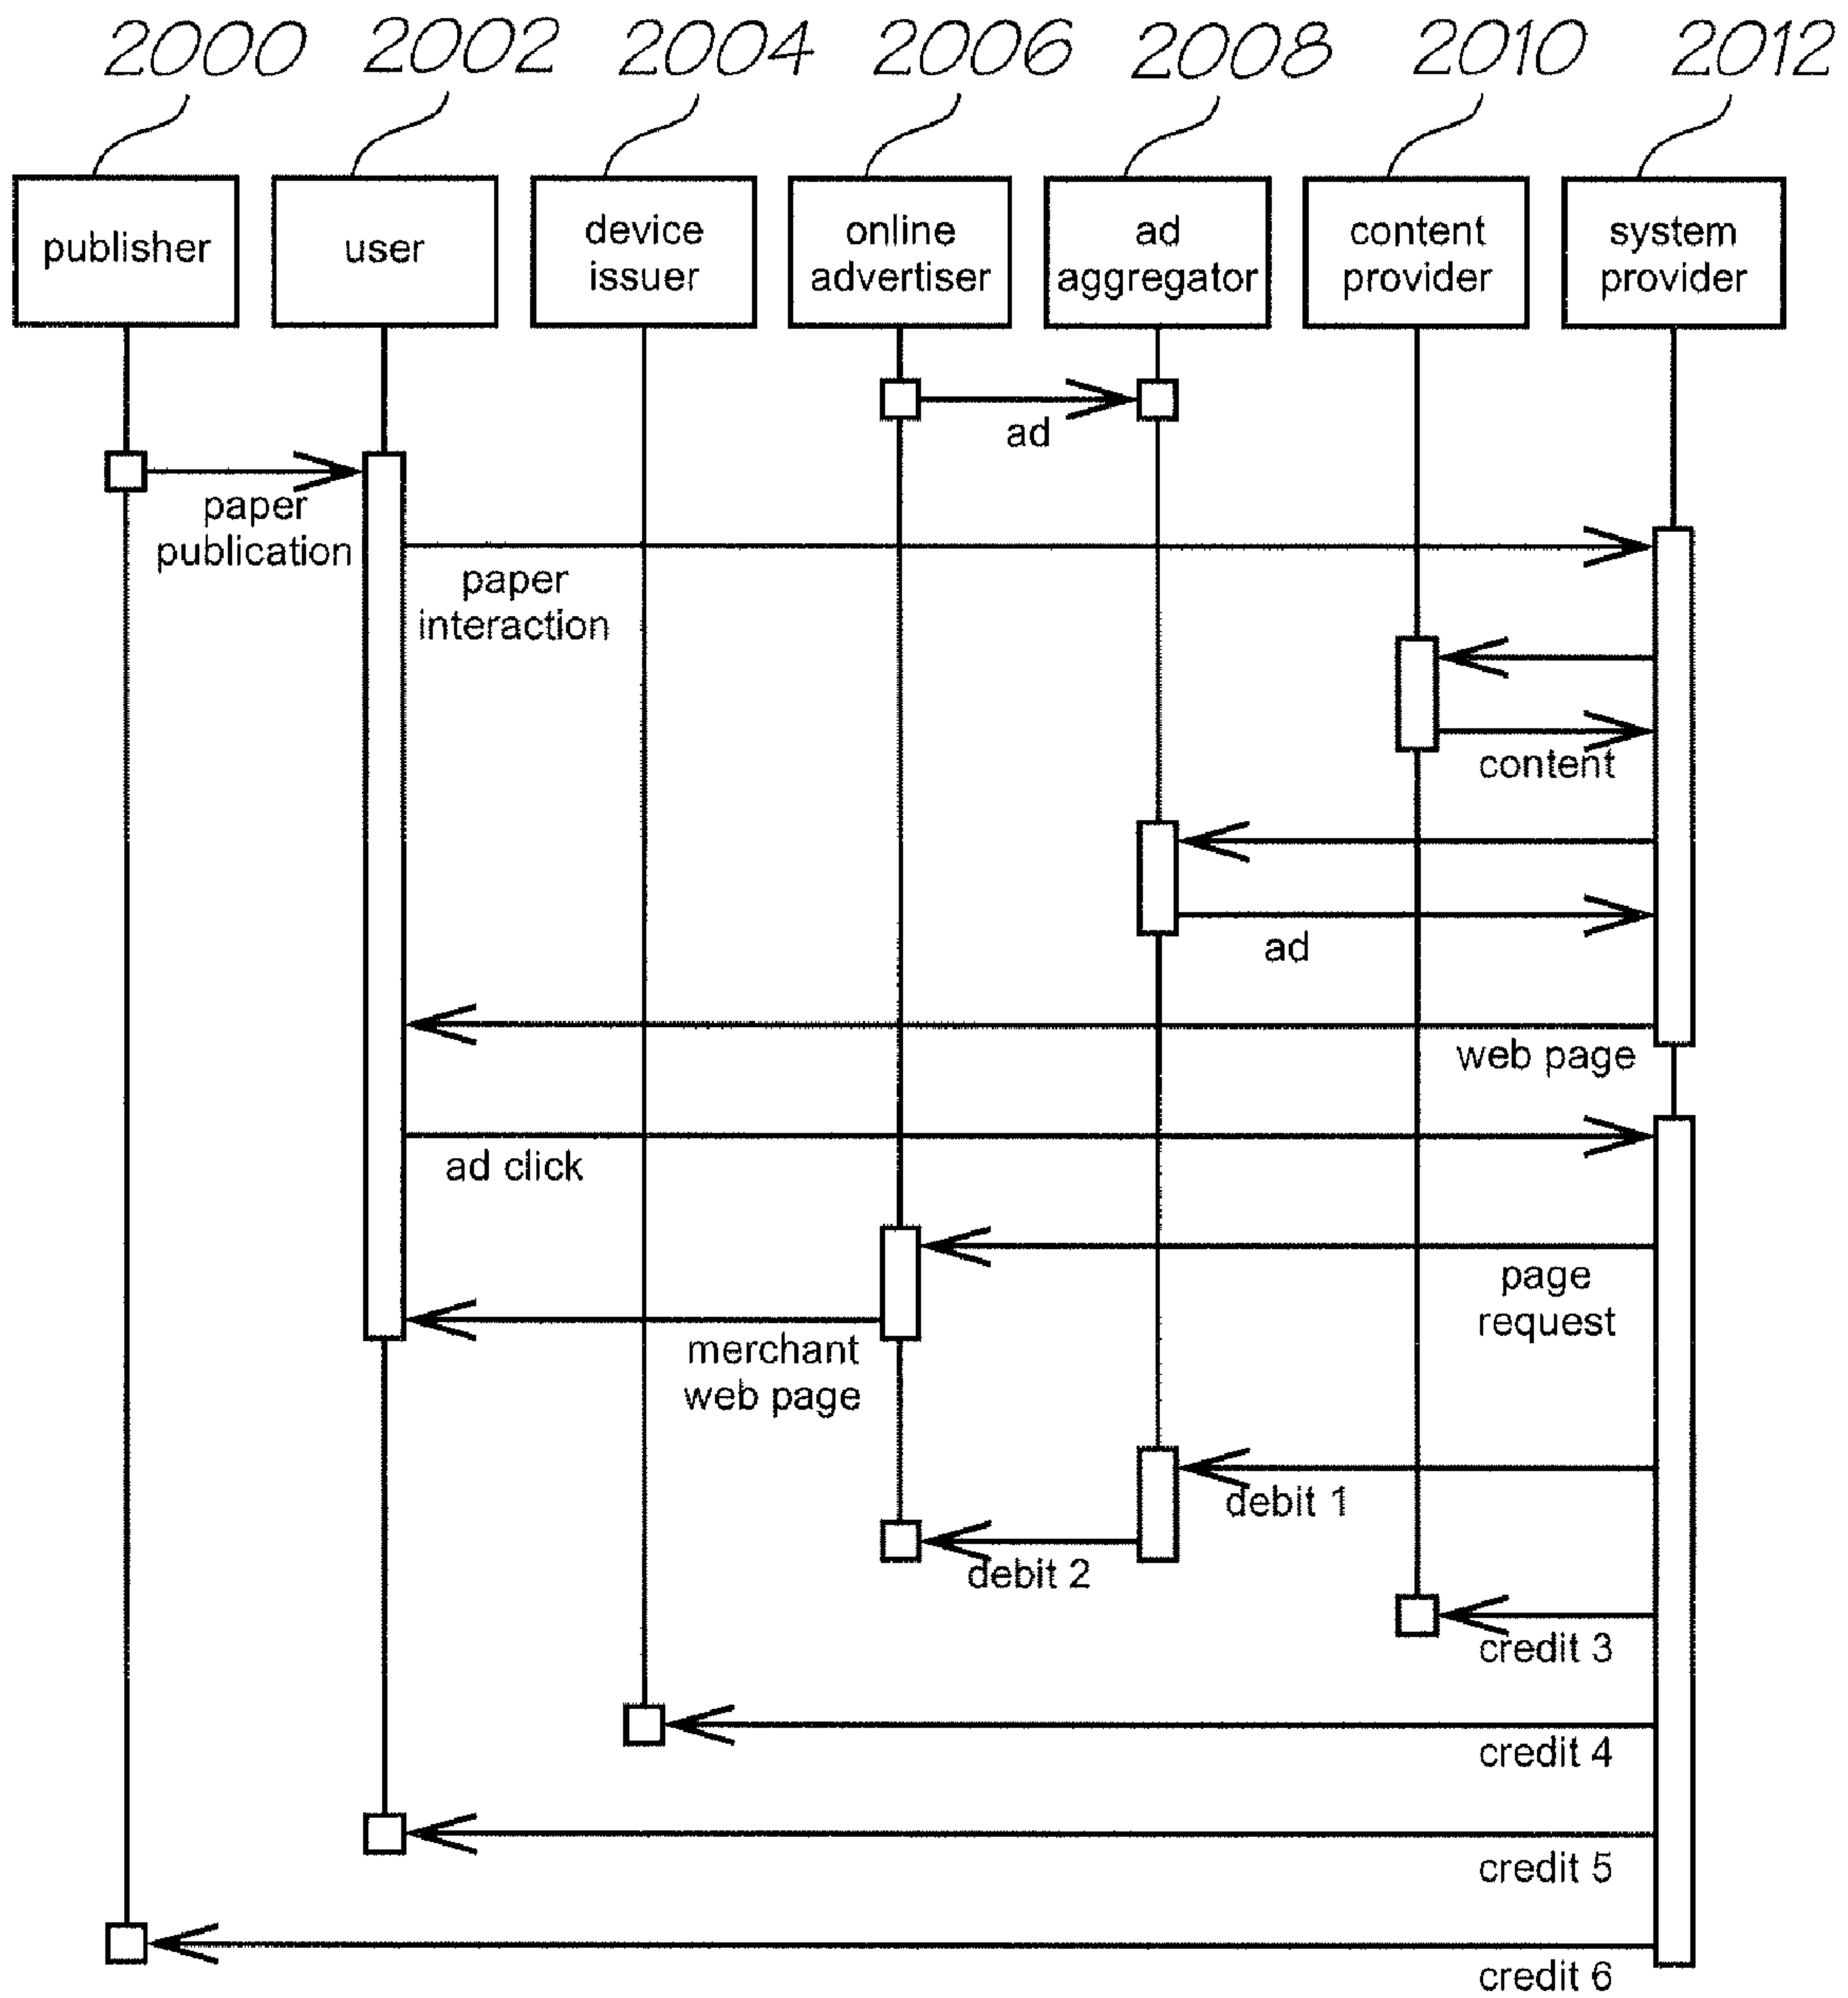 2000 2002 2004 2006 2008 2010 2012
publisher
user
device
issuer
online
advertiser
ad
aggregator
content
provider
system
provider
ad
paper
publication
paper
interaction
content
ad
web page
ad click
page
request
merchant
web page
debit 1
debit 2
credit 3
credit 4
credit 5
credit 6